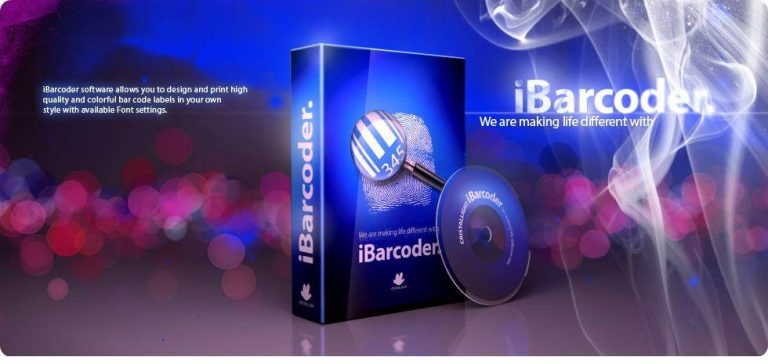 iBarcoder software allows you to design and print high
quality and colorful bar code labels in your own
style with available Font settings.
iBarcoder.
345
We are making life different with
iBarcoder.
CRISTALLIGHT
CRISTALLIGHT iBarcoder
iBarcoder.
We are making life different with